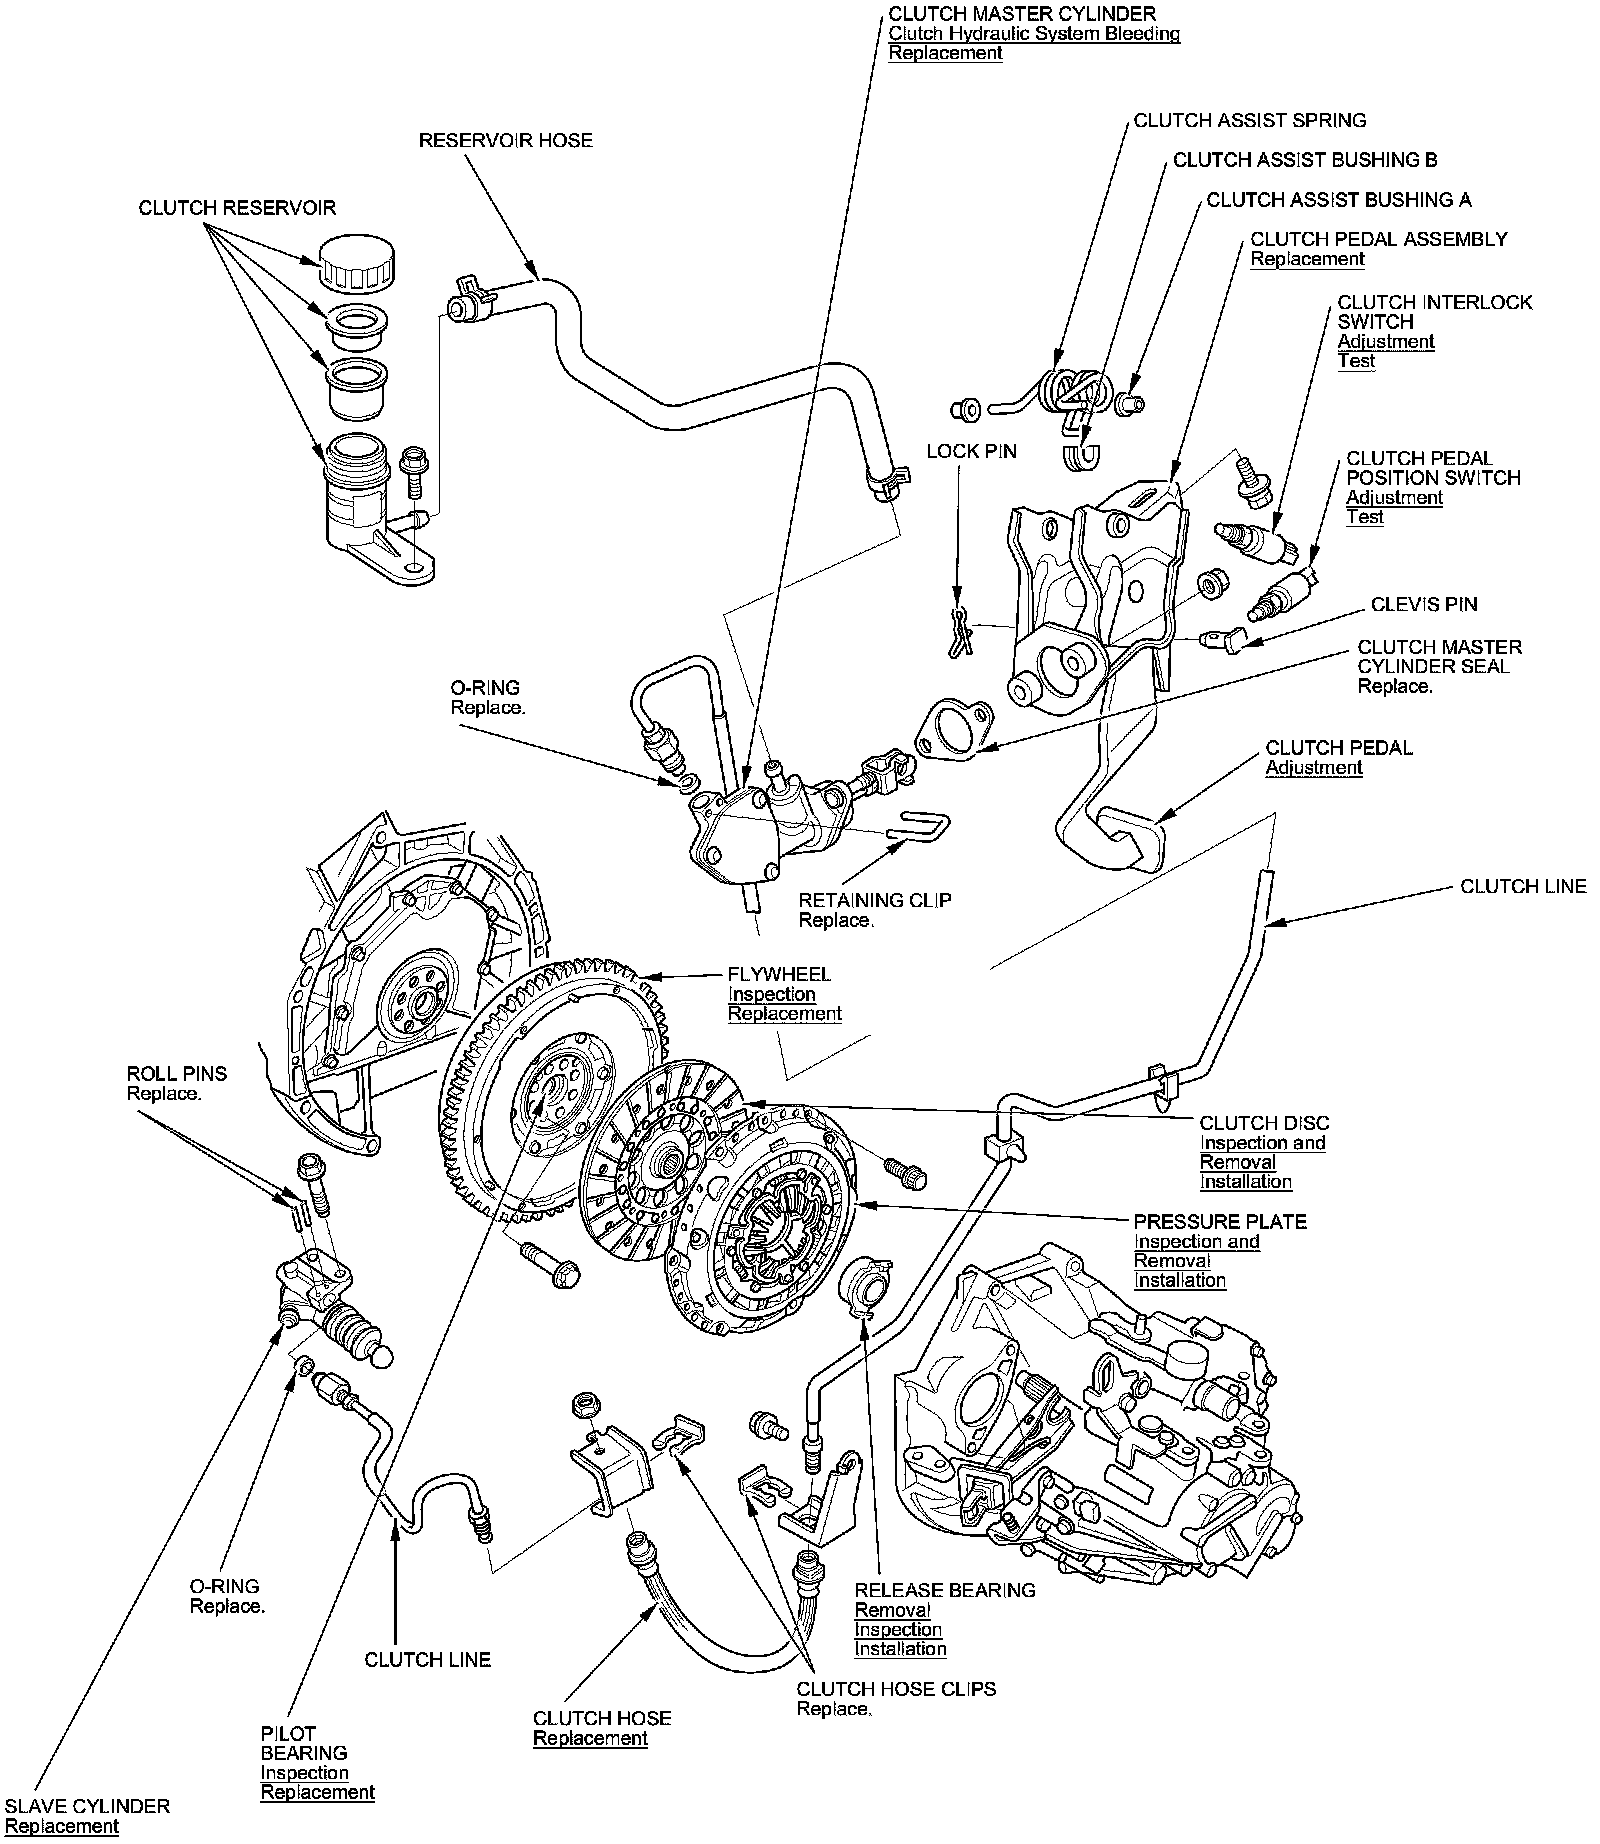 CLUTCH MASTER CYLINDER
Clutch Hydraulic System Bleeding
Replacement
CLUTCH ASSIST SPRING
RESERVOIR HOSE
CLUTCH ASSIST BUSHING B
CLUTCH ASSIST BUSHING A
CLUTCH RESERVOIR
CLUTCH PEDAL ASSEMBLY
Replacement
CLUTCH INTERLOCK
SWITCH
Adjustment
Test
LOCK PIN
CLUTCH PEDAL
POSITION SWITCH
Adjustment
Test
CLEVIS PIN
CLUTCH MASTER
CYLINDER SEAL
Replace.
O-RING
Replace.
CLUTCH PEDAL
Adjustment
RETAINING CLIP
Replace.
CLUTCH LINE
FLYWHEEL
Inspection
Replacement
ROLL PINS
Replace.
CLUTCH DISC
Inspection and
Removal
Installation
PRESSURE PLATE
Inspection and
Removal
Installation
O-RING
Replace.
RELEASE BEARING
Removal
Inspection
Installation
CLUTCH LINE
CLUTCH HOSE CLIPS
Replace.
CLUTCH HOSE
Replacement
PILOT
BEARING
Inspection
Replacement
SLAVE CYLINDER
Replacement